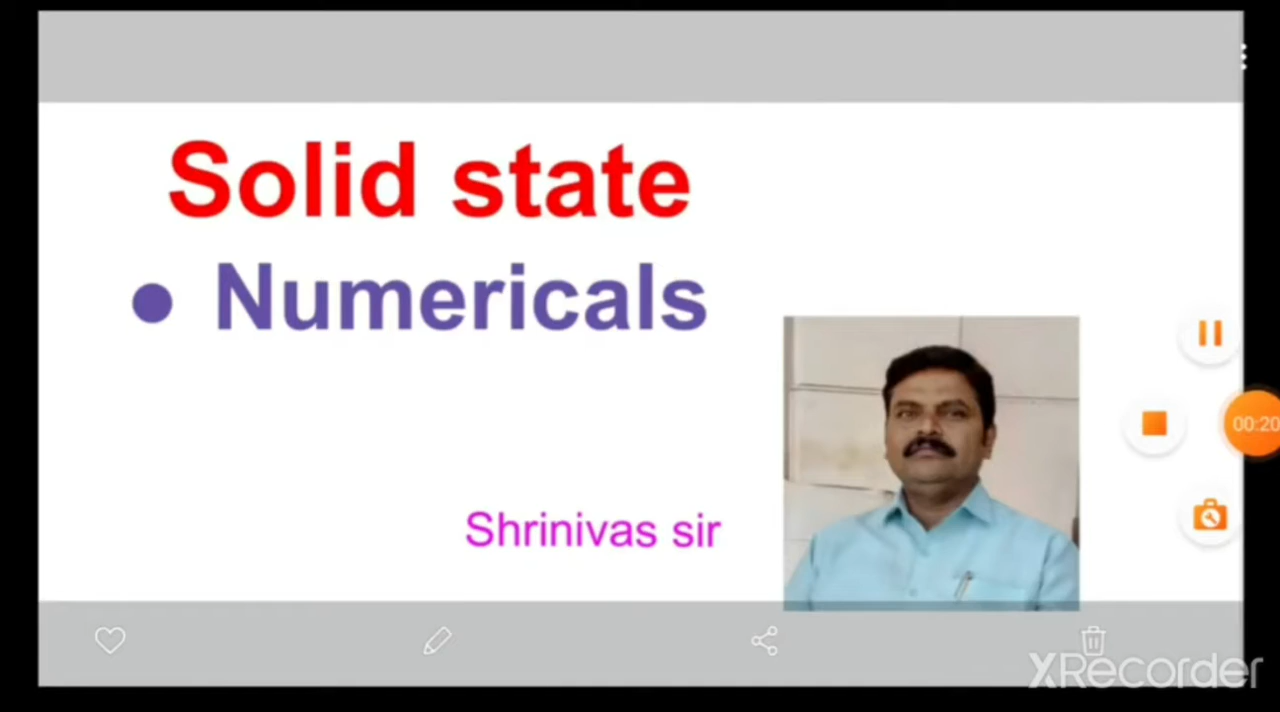 Solid state
• Numericals
Shrinivas sir
00:20
XRecorder